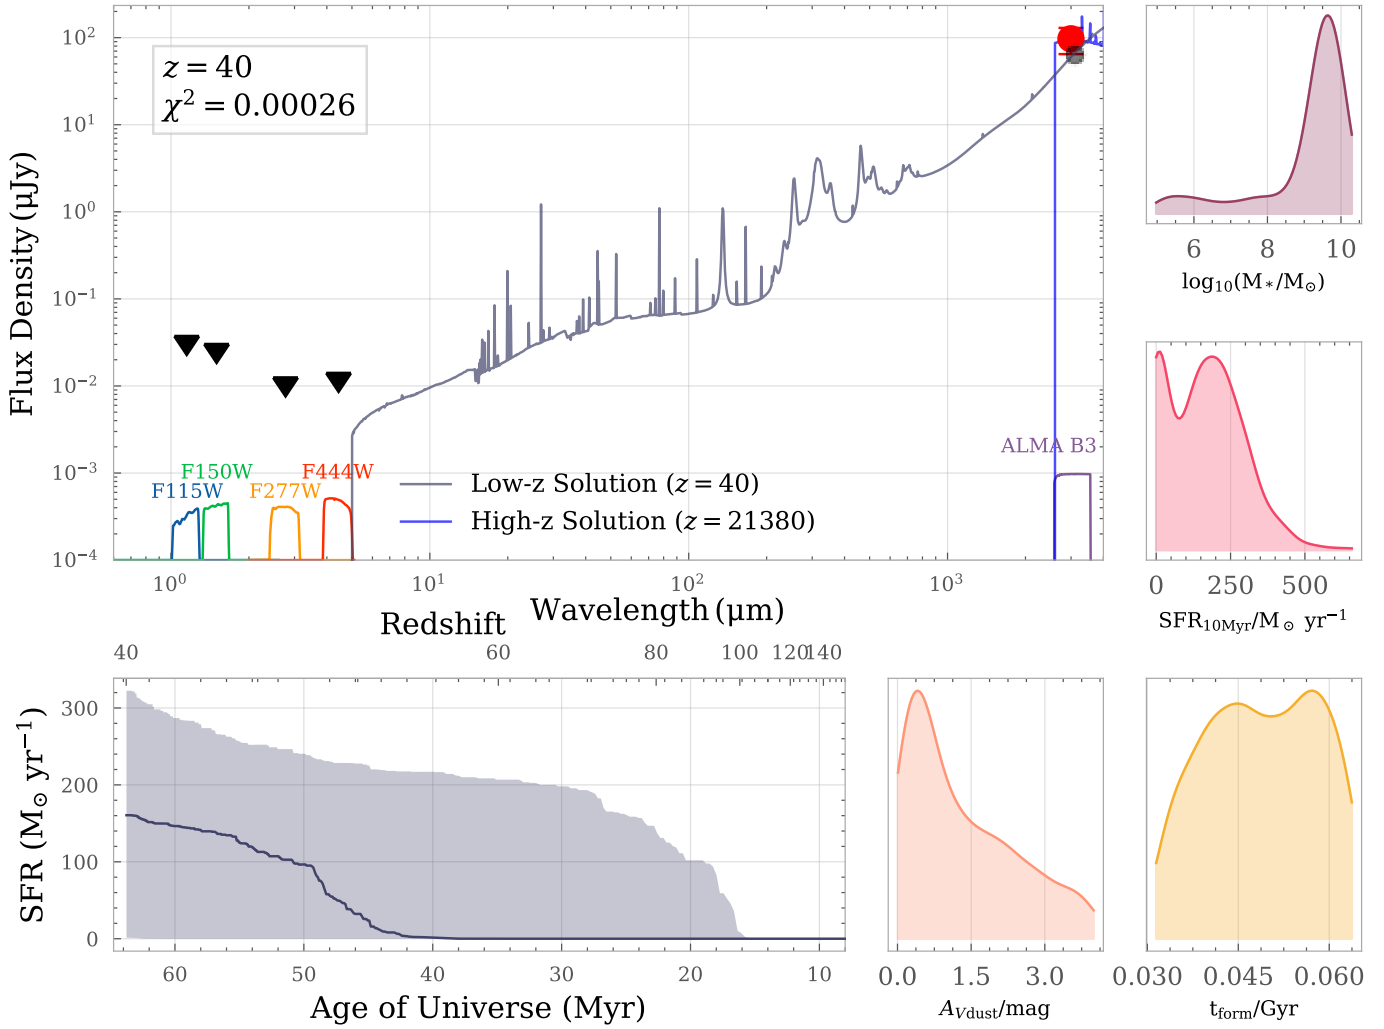 10²
10¹
10⁰
10⁻¹
10⁻²
10⁻³
10⁻⁴
Flux Density (μJy)
z = 40
χ² = 0.00026
F115W
F150W
F277W
F444W
ALMA B3
Low-z Solution (z = 40)
High-z Solution (z = 21380)
10⁰ 10¹ 10² 10³
Wavelength (μm)
6 8 10
log₁₀(M∗/M⊙)
0 250 500
SFR₁₀Myr/M⊙ yr⁻¹
Redshift
40 60 80 100 120 140
300
200
100
0
SFR (M⊙ yr⁻¹)
60 50 40 30 20 10
Age of Universe (Myr)
0.0 1.5 3.0
A_Vdust/mag
0.030 0.045 0.060
t_form/Gyr